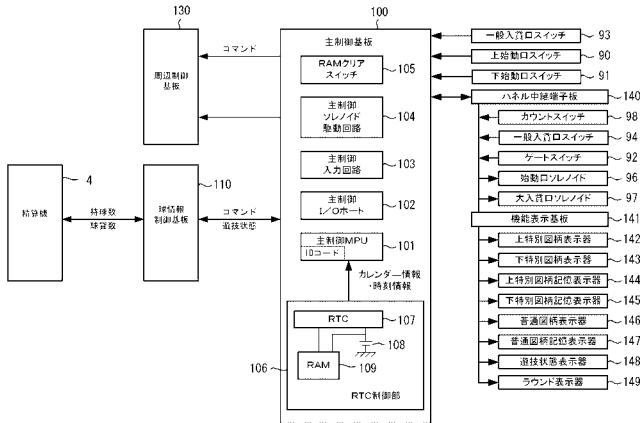 130
周辺制御
基板
コマンド
100
主制御基板
RAMクリア
スイッチ
105
主制御
ソレノイド
駆動回路
104
主制御
入力回路
103
主制御
I/Oポート
102
主制御MPU
101
IDコード
カレンダー情報
・時刻情報
RTC
107
108
RAM
109
106
RTC制御部
4
精算機
持球数
球貸数
110
球情報
制御基板
コマンド
遊技状態
一般入賞口スイッチ
93
上始動口スイッチ
90
下始動口スイッチ
91
パネル中継端子板
140
カウントスイッチ
98
一般入賞口スイッチ
94
ゲートスイッチ
92
始動口ソレノイド
96
大入賞口ソレノイド
97
機能表示基板
141
上特別図柄表示器
142
下特別図柄表示器
143
上特別図柄記憶表示器
144
下特別図柄記憶表示器
145
普通図柄表示器
146
普通図柄記憶表示器
147
遊技状態表示器
148
ラウンド表示器
149